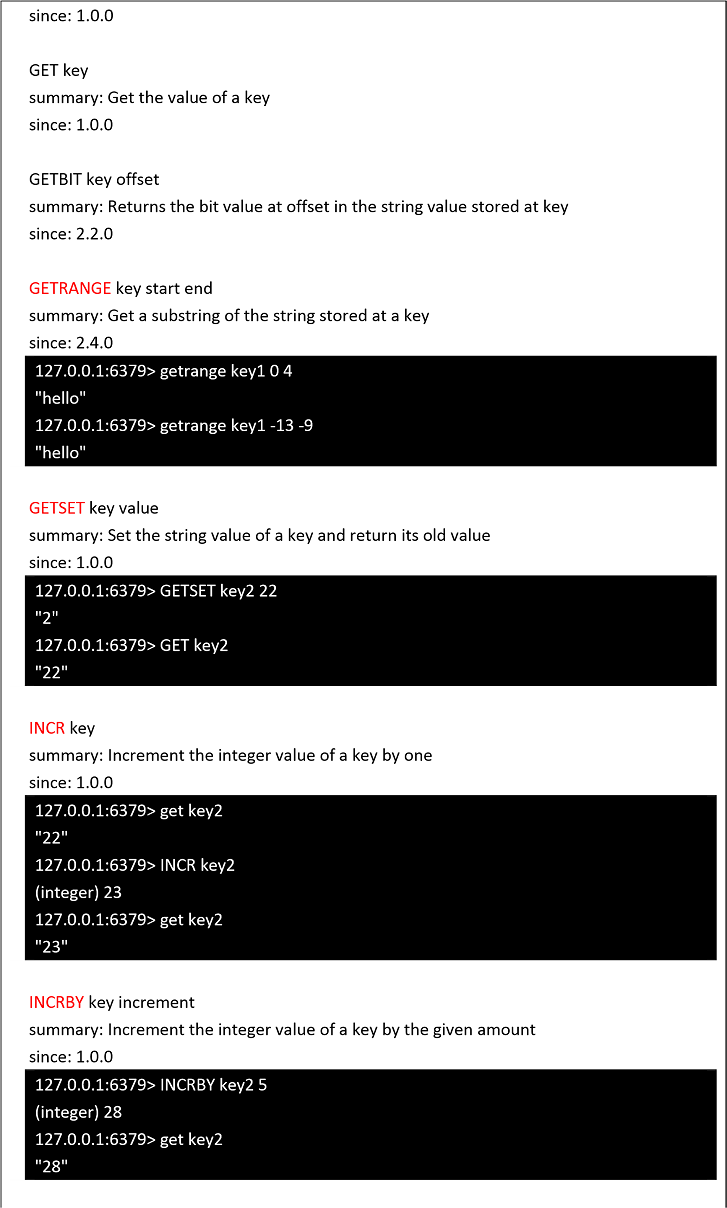 since: 1.0.0
GET key
summary: Get the value of a key
since: 1.0.0
GETBIT key offset
summary: Returns the bit value at offset in the string value stored at key
since: 2.2.0
GETRANGE key start end
summary: Get a substring of the string stored at a key
since: 2.4.0
127.0.0.1:6379> getrange key1 0 4
"hello"
127.0.0.1:6379> getrange key1 -13 -9
"hello"
GETSET key value
summary: Set the string value of a key and return its old value
since: 1.0.0
127.0.0.1:6379> GETSET key2 22
"2"
127.0.0.1:6379> GET key2
"22"
INCR key
summary: Increment the integer value of a key by one
since: 1.0.0
127.0.0.1:6379> get key2
"22"
127.0.0.1:6379> INCR key2
(integer) 23
127.0.0.1:6379> get key2
"23"
INCRBY key increment
summary: Increment the integer value of a key by the given amount
since: 1.0.0
127.0.0.1:6379> INCRBY key2 5
(integer) 28
127.0.0.1:6379> get key2
"28"